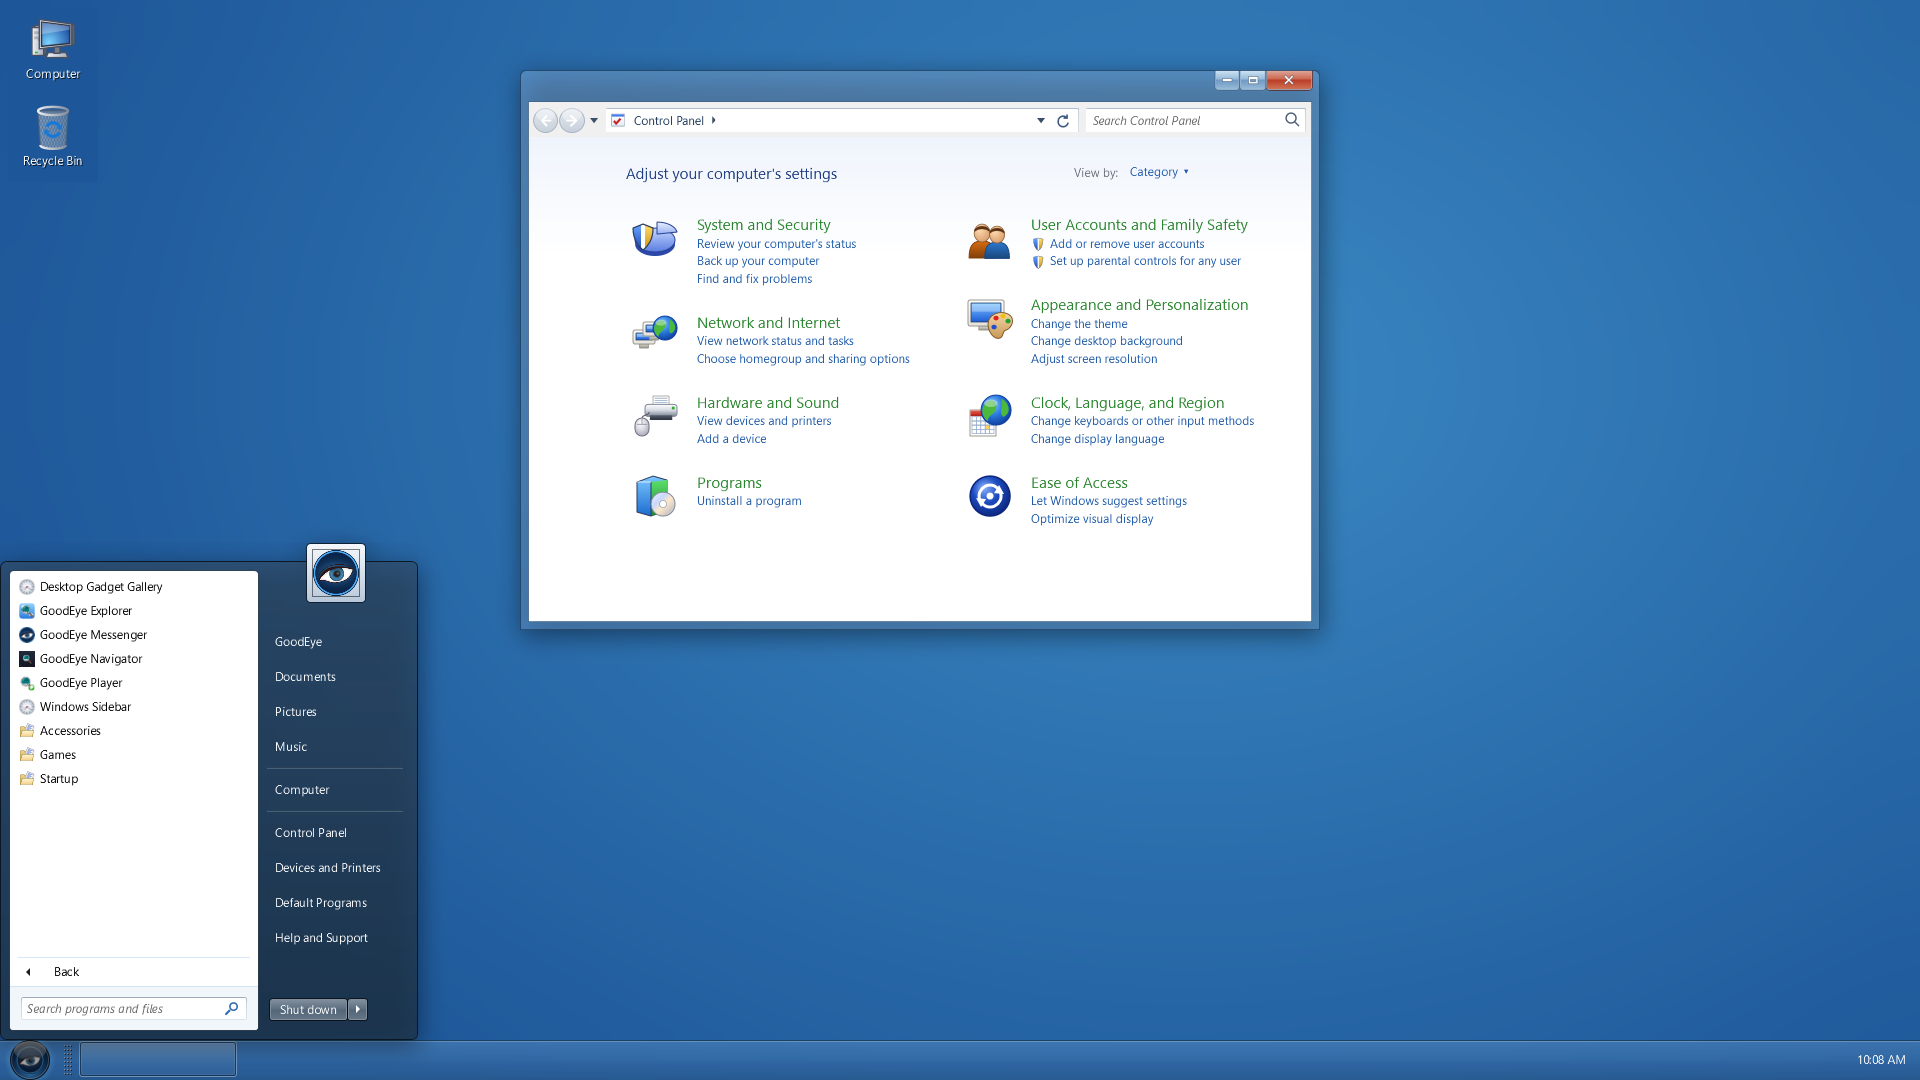 Computer
Recycle Bin
Control Panel
Search Control Panel
Adjust your computer's settings
View by: Category
System and Security
Review your computer's status
Back up your computer
Find and fix problems
Network and Internet
View network status and tasks
Choose homegroup and sharing options
Hardware and Sound
View devices and printers
Add a device
Programs
Uninstall a program
User Accounts and Family Safety
Add or remove user accounts
Set up parental controls for any user
Appearance and Personalization
Change the theme
Change desktop background
Adjust screen resolution
Clock, Language, and Region
Change keyboards or other input methods
Change display language
Ease of Access
Let Windows suggest settings
Optimize visual display
Desktop Gadget Gallery
GoodEye Explorer
GoodEye Messenger
GoodEye Navigator
GoodEye Player
Windows Sidebar
Accessories
Games
Startup
Back
Search programs and files
GoodEye
Documents
Pictures
Music
Computer
Control Panel
Devices and Printers
Default Programs
Help and Support
Shut down
10:08 AM